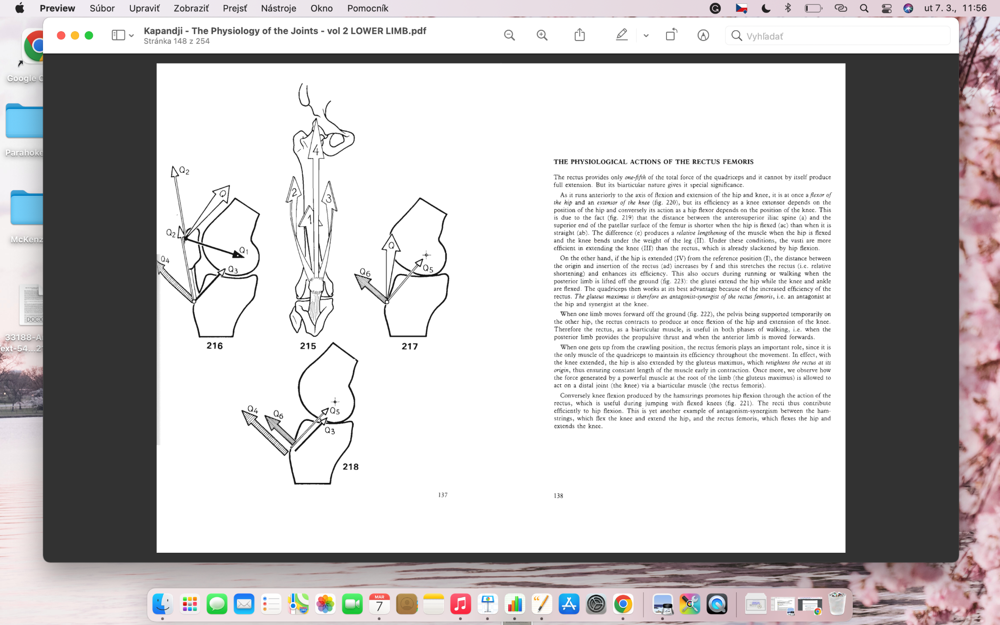 Preview Súbor Upraviť Zobraziť Prejsť Nástroje Okno Pomocník ut 7. 3., 11:56
Kapandji - The Physiology of the Joints - vol 2 LOWER LIMB.pdf
Stránka 148 z 254
Vyhľadať
Google
Parahoke
McKenz
DOCX
33188-A
ext-54...2
Q2
Q
Q2
Q1
Q4
Q3
216
4
2
3
1
215
Q
Q5
Q6
217
Q4
Q6
Q5
Q3
218
137
THE PHYSIOLOGICAL ACTIONS OF THE RECTUS FEMORIS
The rectus provides only one-fifth of the total force of the quadriceps and it cannot by itself produce
full extension. But its biarticular nature gives it special significance.
As it runs anteriorly to the axis of flexion and extension of the hip and knee, it is at once a flexor of
the hip and an extensor of the knee (fig. 220), but its efficiency as a knee extensor depends on the
position of the hip and conversely its action as a hip flexor depends on the position of the knee. This
is due to the fact (fig. 219) that the distance between the anterosuperior iliac spine (a) and the
superior end of the patellar surface of the femur is shorter when the hip is flexed (ac) than when it is
straight (ab). The difference (e) produces a relative lengthening of the muscle when the hip is flexed
and the knee bends under the weight of the leg (II). Under these conditions, the vasti are more
efficient in extending the knee (III) than the rectus, which is already slackened by hip flexion.
On the other hand, if the hip is extended (IV) from the reference position (I), the distance between
the origin and insertion of the rectus (ad) increases by f and this stretches the rectus (i.e. relative
shortening) and enhances its efficiency. This also occurs during running or walking when the
posterior limb is lifted off the ground (fig. 223): the glutei extend the hip while the knee and ankle
are flexed. The quadriceps then works at its best advantage because of the increased efficiency of the
rectus. The gluteus maximus is therefore an antagonist-synergist of the rectus femoris, i.e. an antagonist at
the hip and synergist at the knee.
When one limb moves forward off the ground (fig. 222), the pelvis being supported temporarily on
the other hip, the rectus contracts to produce at once flexion of the hip and extension of the knee.
Therefore the rectus, as a biarticular muscle, is useful in both phases of walking, i.e. when the
posterior limb provides the propulsive thrust and when the anterior limb is moved forwards.
When one gets up from the crawling position, the rectus femoris plays an important role, since it is
the only muscle of the quadriceps to maintain its efficiency throughout the movement. In effect, with
the knee extended, the hip is also extended by the gluteus maximus, which retightens the rectus at its
origin, thus ensuring constant length of the muscle early in contraction. Once more, we observe how
the force generated by a powerful muscle at the root of the limb (the gluteus maximus) is allowed to
act on a distal joint (the knee) via a biarticular muscle (the rectus femoris).
Conversely knee flexion produced by the hamstrings promotes hip flexion through the action of the
rectus, which is useful during jumping with flexed knees (fig. 221). The recti thus contribute
efficiently to hip flexion. This is yet another example of antagonism-synergism between the ham-
strings, which flex the knee and extend the hip, and the rectus femoris, which flexes the hip and
extends the knee.
138
MAR
7